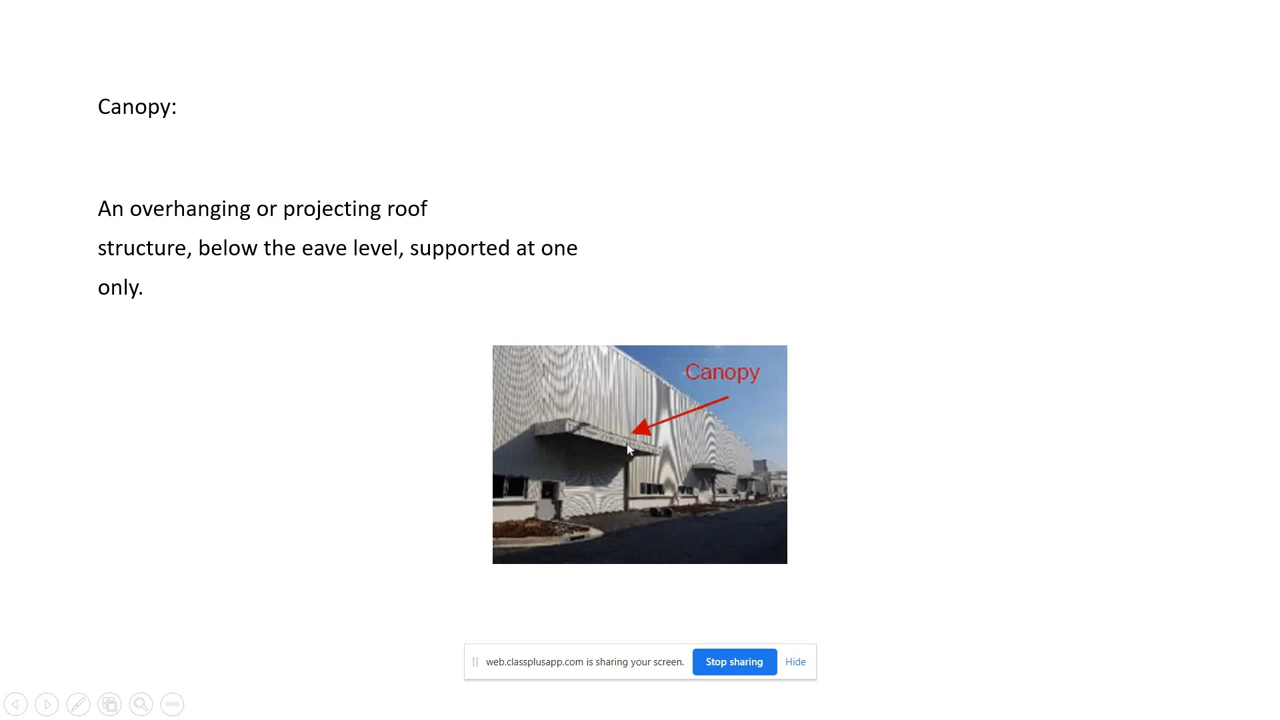 Canopy:
An overhanging or projecting roof
structure, below the eave level, supported at one
only.
Canopy
web.classplusapp.com is sharing your screen.
Stop sharing
Hide